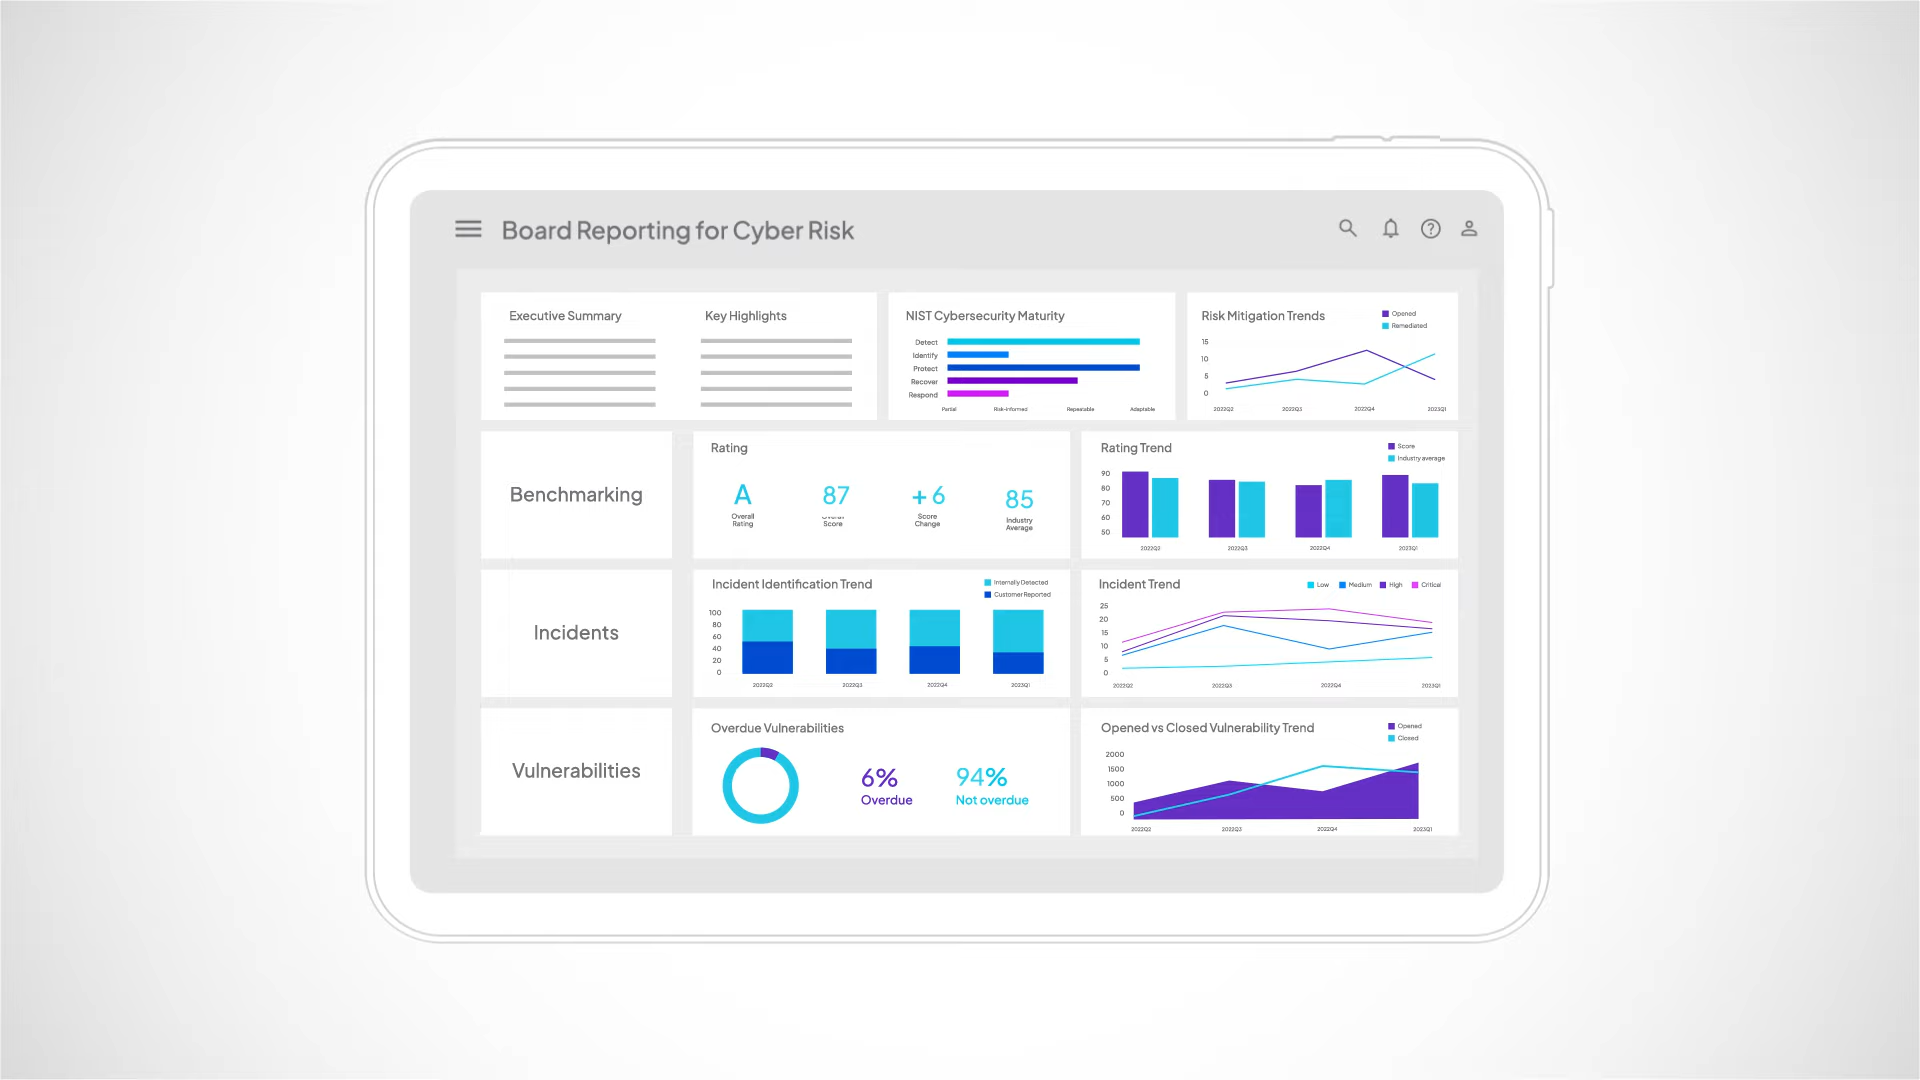 Board Reporting for Cyber Risk
Executive Summary
Key Highlights
NIST Cybersecurity Maturity
Detect
Identify
Protect
Recover
Respond
Partial
Risk-informed
Repeatable
Adaptable
Risk Mitigation Trends
Opened
Remediated
15
10
5
0
2022Q2
2022Q3
2022Q4
2023Q1
Benchmarking
Rating
A
Overall
Rating
87
Score
+6
Score
Change
85
Industry
Average
Rating Trend
Score
Industry average
90
80
70
60
50
2022Q2
2022Q3
2022Q4
2023Q1
Incidents
Incident Identification Trend
Internally Detected
Customer Reported
100
80
60
40
20
0
2022Q2
2022Q3
2022Q4
2023Q1
Incident Trend
Low
Medium
High
Critical
25
20
15
10
5
0
2022Q2
2022Q3
2022Q4
2023Q1
Vulnerabilities
Overdue Vulnerabilities
6%
Overdue
94%
Not overdue
Opened vs Closed Vulnerability Trend
Opened
Closed
2000
1500
1000
500
0
2022Q2
2022Q3
2022Q4
2023Q1